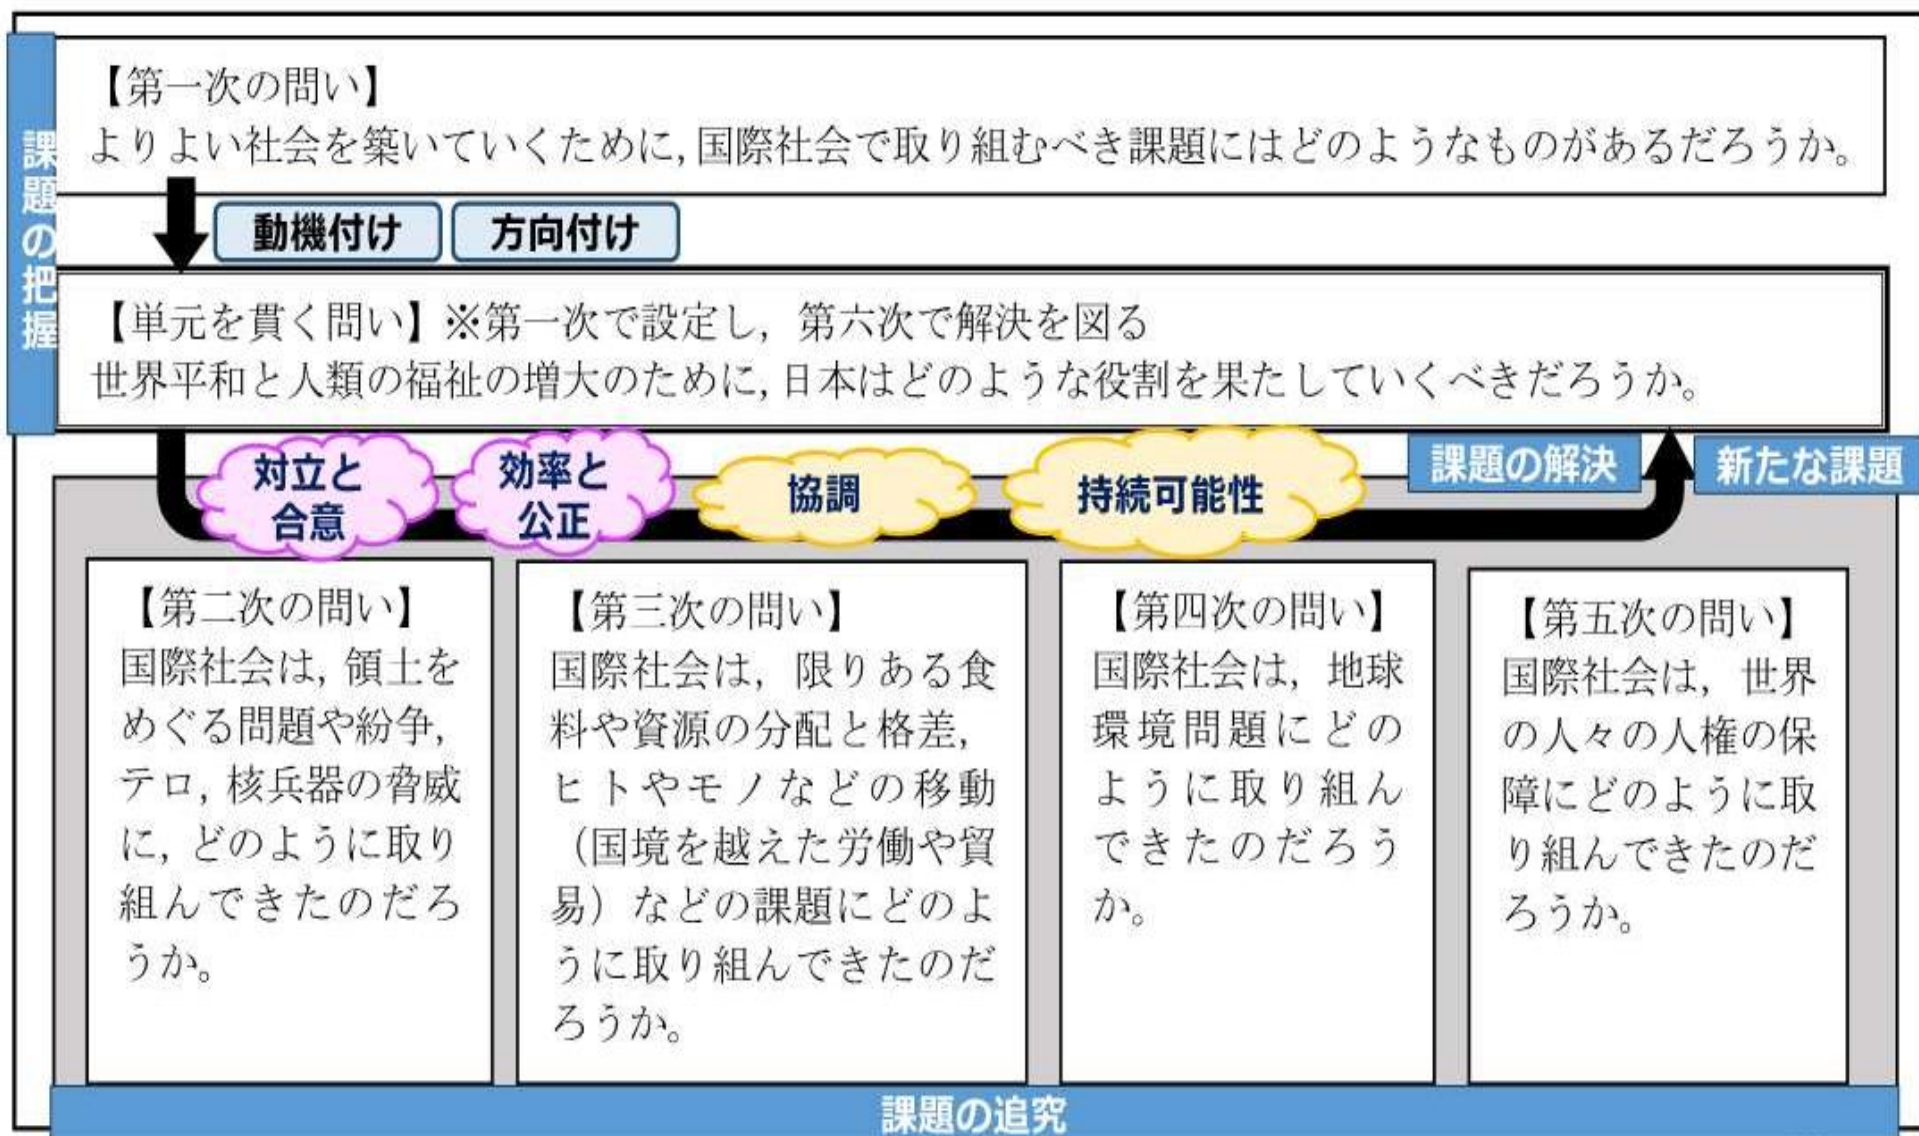 課題の把握
【第一次の問い】
よりよい社会を築いていくために,国際社会で取り組むべき課題にはどのようなものがあるだろうか。
動機付け
方向付け
【単元を貫く問い】※第一次で設定し，第六次で解決を図る
世界平和と人類の福祉の増大のために,日本はどのような役割を果たしていくべきだろうか。
対立と
合意
効率と
公正
協調
持続可能性
課題の解決
新たな課題
【第二次の問い】
国際社会は,領土を
めぐる問題や紛争,
テロ,核兵器の脅威
に,どのように取り
組んできたのだろ
うか。
【第三次の問い】
国際社会は，限りある食
料や資源の分配と格差,
ヒトやモノなどの移動
（国境を越えた労働や貿
易）などの課題にどのよ
うに取り組んできたのだ
ろうか。
【第四次の問い】
国際社会は，地球
環境問題にどの
ように取り組ん
できたのだろう
か。
【第五次の問い】
国際社会は，世界
の人々の人権の保
障にどのように取
り組んできたのだ
ろうか。
課題の追究